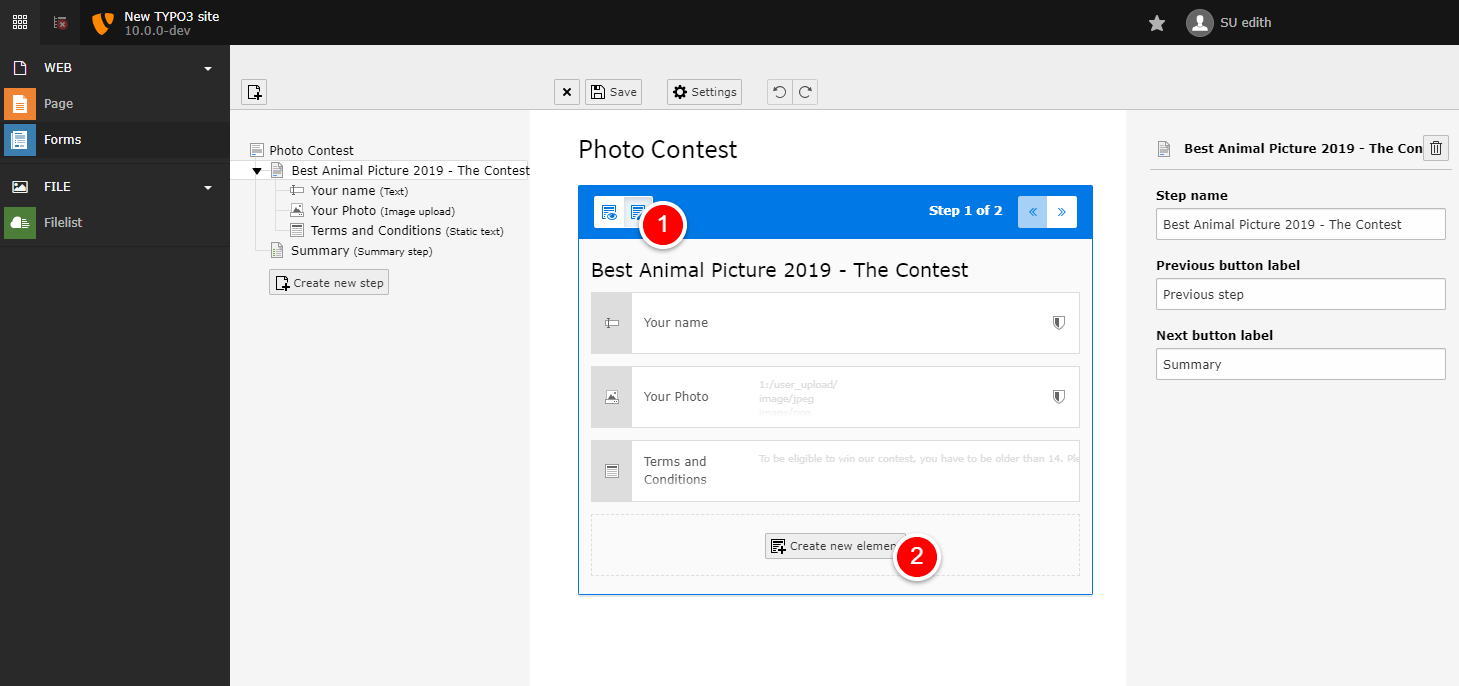 New TYPO3 site
10.0.0-dev
SU edith
WEB
Page
Forms
FILE
Filelist
Save
Settings
Photo Contest
Best Animal Picture 2019 - The Contest
Your name (Text)
Your Photo (Image upload)
Terms and Conditions (Static text)
Summary (Summary step)
Create new step
Photo Contest
1
Step 1 of 2
Best Animal Picture 2019 - The Contest
Your name
Your Photo
1:/user_upload/
image/jpeg
image/png
Terms and
Conditions
To be eligible to win our contest, you have to be older than 14. Ple
Create new elemen
2
Best Animal Picture 2019 - The Con
Step name
Best Animal Picture 2019 - The Contest
Previous button label
Previous step
Next button label
Summary